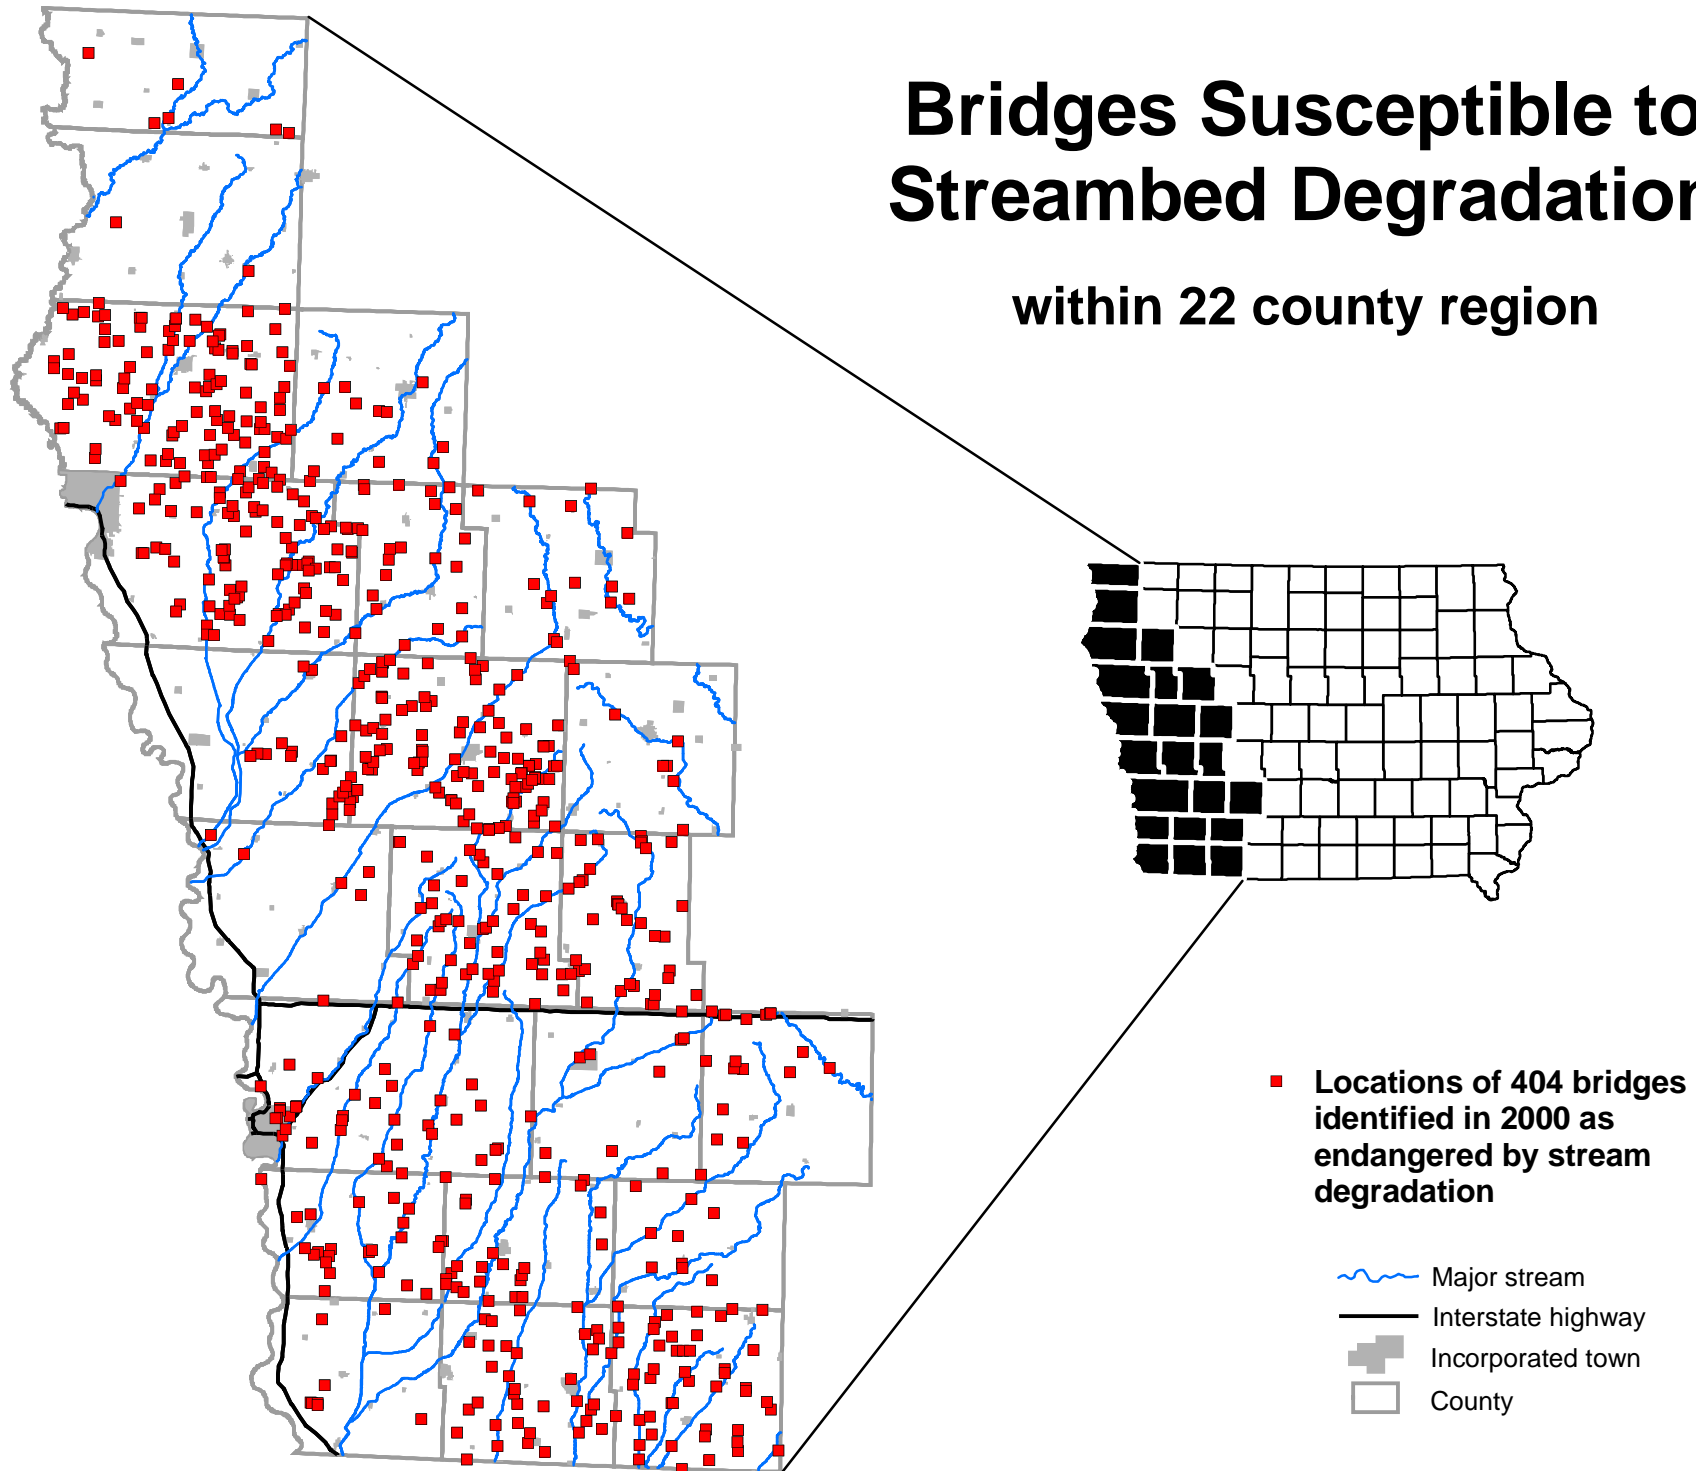 Bridges Susceptible to
Streambed Degradation
within 22 county region
Locations of 404 bridges
identified in 2000 as
endangered by stream
degradation
Major stream
Interstate highway
Incorporated town
County